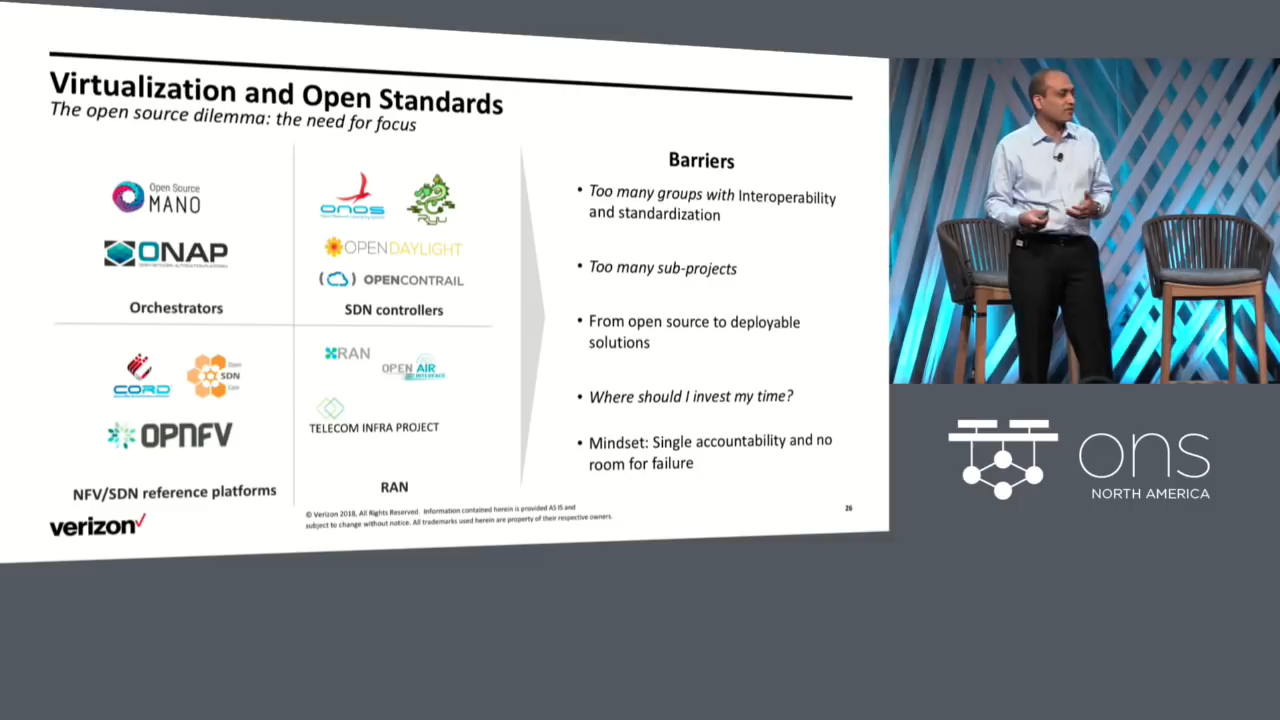 Virtualization and Open Standards
The open source dilemma: the need for focus
Open Source
MANO
ONAP
Orchestrators
ONOS
RYU
OPENDAYLIGHT
OPENCONTRAIL
SDN controllers
CORD
Open
SDN
Core
OPNFV
NFV/SDN reference platforms
XRAN
OPEN AIR
INTERFACE
TELECOM INFRA PROJECT
RAN
Barriers
• Too many groups with Interoperability
and standardization
• Too many sub-projects
• From open source to deployable
solutions
• Where should I invest my time?
• Mindset: Single accountability and no
room for failure
verizon
© Verizon 2018, All Rights Reserved. Information contained herein is provided AS IS and
subject to change without notice. All trademarks used herein are property of their respective owners.
26
ons
NORTH AMERICA